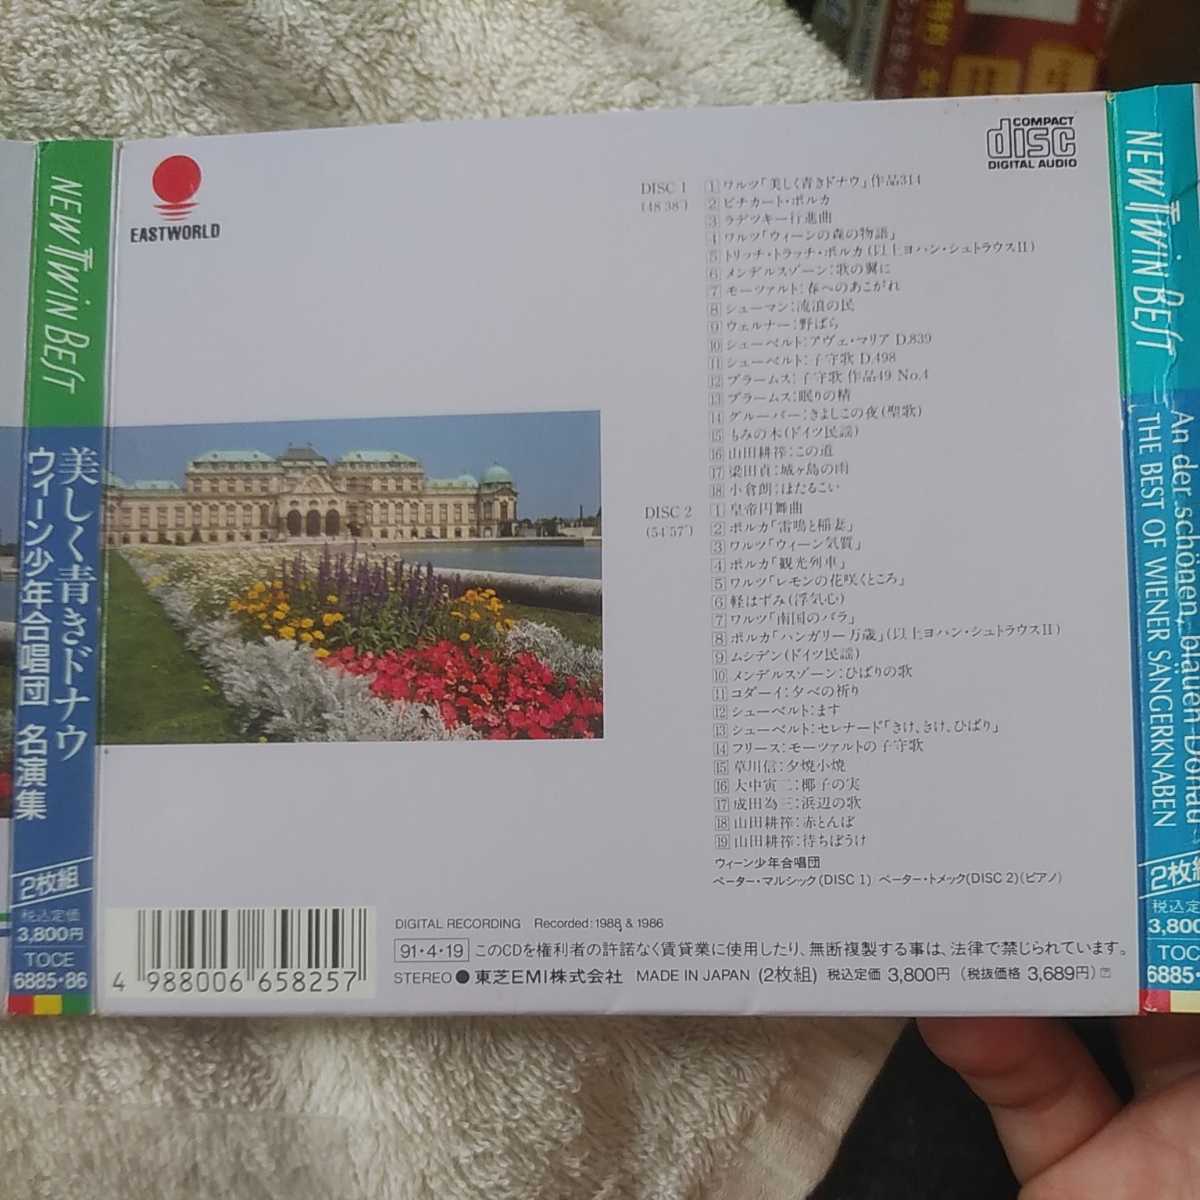 NEW TWIN BEST
美しく青きドナウ
ウィーン少年合唱団 名演集
2枚組
税込定価
3,800円
TOCE
6885・86
EASTWORLD
COMPACT
disc
DIGITAL AUDIO
DISC 1
(48'38")
1 ワルツ「美しく青きドナウ」作品314
2 ピチカート・ポルカ
3 ラデツキー行進曲
4 ワルツ「ウィーンの森の物語」
5 トリッチ・トラッチ・ポルカ(以上ヨハン・シュトラウスII)
6 メンデルスゾーン:歌の翼に
7 モーツァルト:春へのあこがれ
8 シューマン:流浪の民
9 ウェルナー:野ばら
10 シューベルト:アヴェ・マリア D.839
11 シューベルト:子守歌 D.498
12 ブラームス:子守歌 作品49 No.4
13 ブラームス:眠りの精
14 グルーバー:きよしこの夜(聖歌)
15 もみの木(ドイツ民謡)
16 山田耕筰:この道
17 梁田貞:城ヶ島の雨
18 小倉朗:ほたるこい
DISC 2
(54'57")
1 皇帝円舞曲
2 ポルカ「雷鳴と稲妻」
3 ワルツ「ウィーン気質」
4 ポルカ「観光列車」
5 ワルツ「レモンの花咲くところ」
6 軽はずみ(浮気心)
7 ワルツ「南国のバラ」
8 ポルカ「ハンガリー万歳」(以上ヨハン・シュトラウスII)
9 ムシデン(ドイツ民謡)
10 メンデルスゾーン:ひばりの歌
11 コダーイ:夕べの祈り
12 シューベルト:ます
13 シューベルト:セレナード「きけ、きけ、ひばり」
14 フリース:モーツァルトの子守歌
15 草川信:夕焼小焼
16 大中寅二:椰子の実
17 成田為三:浜辺の歌
18 山田耕筰:赤とんぼ
19 山田耕筰:待ちぼうけ
ウィーン少年合唱団
ペーター・マルシック(DISC 1) ペーター・トメック(DISC 2)(ピアノ)
4 988006 658257
DIGITAL RECORDING Recorded:1988 & 1986
91・4・19 このCDを権利者の許諾なく賃貸業に使用したり、無断複製する事は、法律で禁じられています。
STEREO ● 東芝EMI株式会社 MADE IN JAPAN (2枚組) 税込定価 3,800円 (税抜価格 3,689円)
NEW TWIN BEST
An der schönen, blauen Donau
THE BEST OF WIENER SÄNGERKNABEN
2枚組
税込定
3,800
TOC
6885